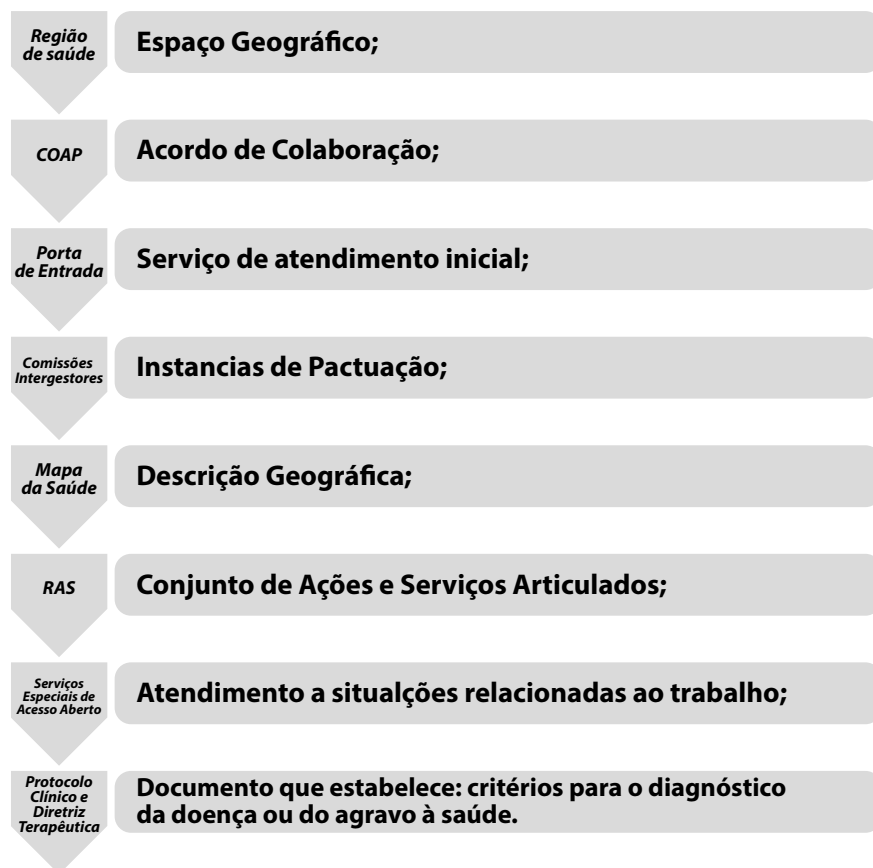 Região
de saúde
Espaço Geográfico;
COAP
Acordo de Colaboração;
Porta
de Entrada
Serviço de atendimento inicial;
Comissões
Intergestores
Instancias de Pactuação;
Mapa
da Saúde
Descrição Geográfica;
RAS
Conjunto de Ações e Serviços Articulados;
Serviços
Especiais de
Acesso Aberto
Atendimento a situalções relacionadas ao trabalho;
Protocolo
Clínico e
Diretriz
Terapêutica
Documento que estabelece: critérios para o diagnóstico
da doença ou do agravo à saúde.